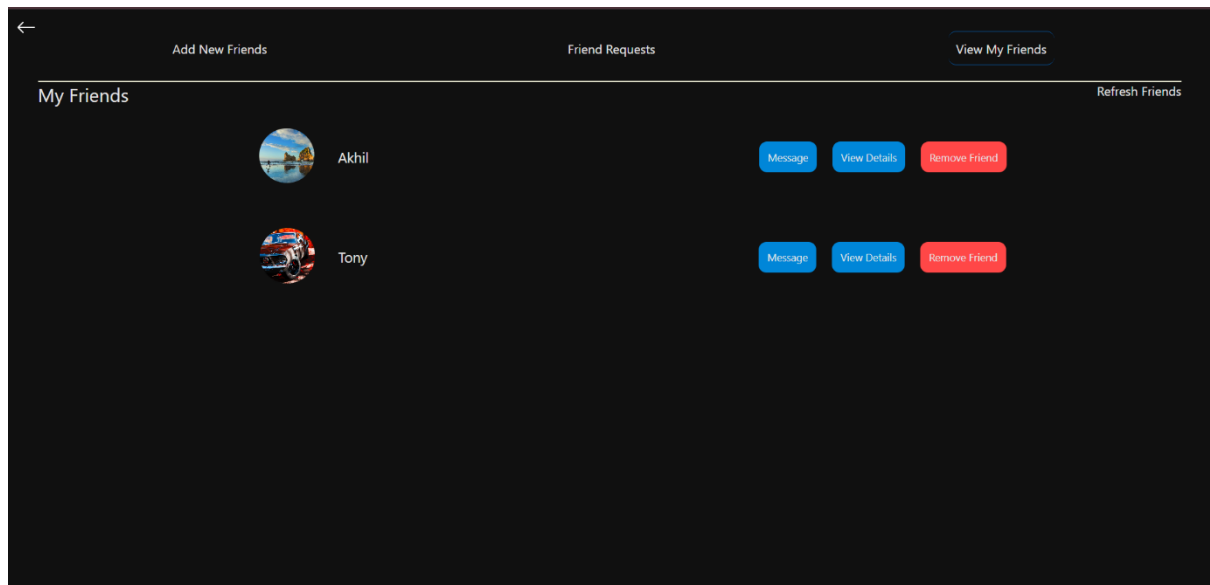 Add New Friends Friend Requests View My Friends
My Friends Refresh Friends
Akhil Message View Details Remove Friend
Tony Message View Details Remove Friend